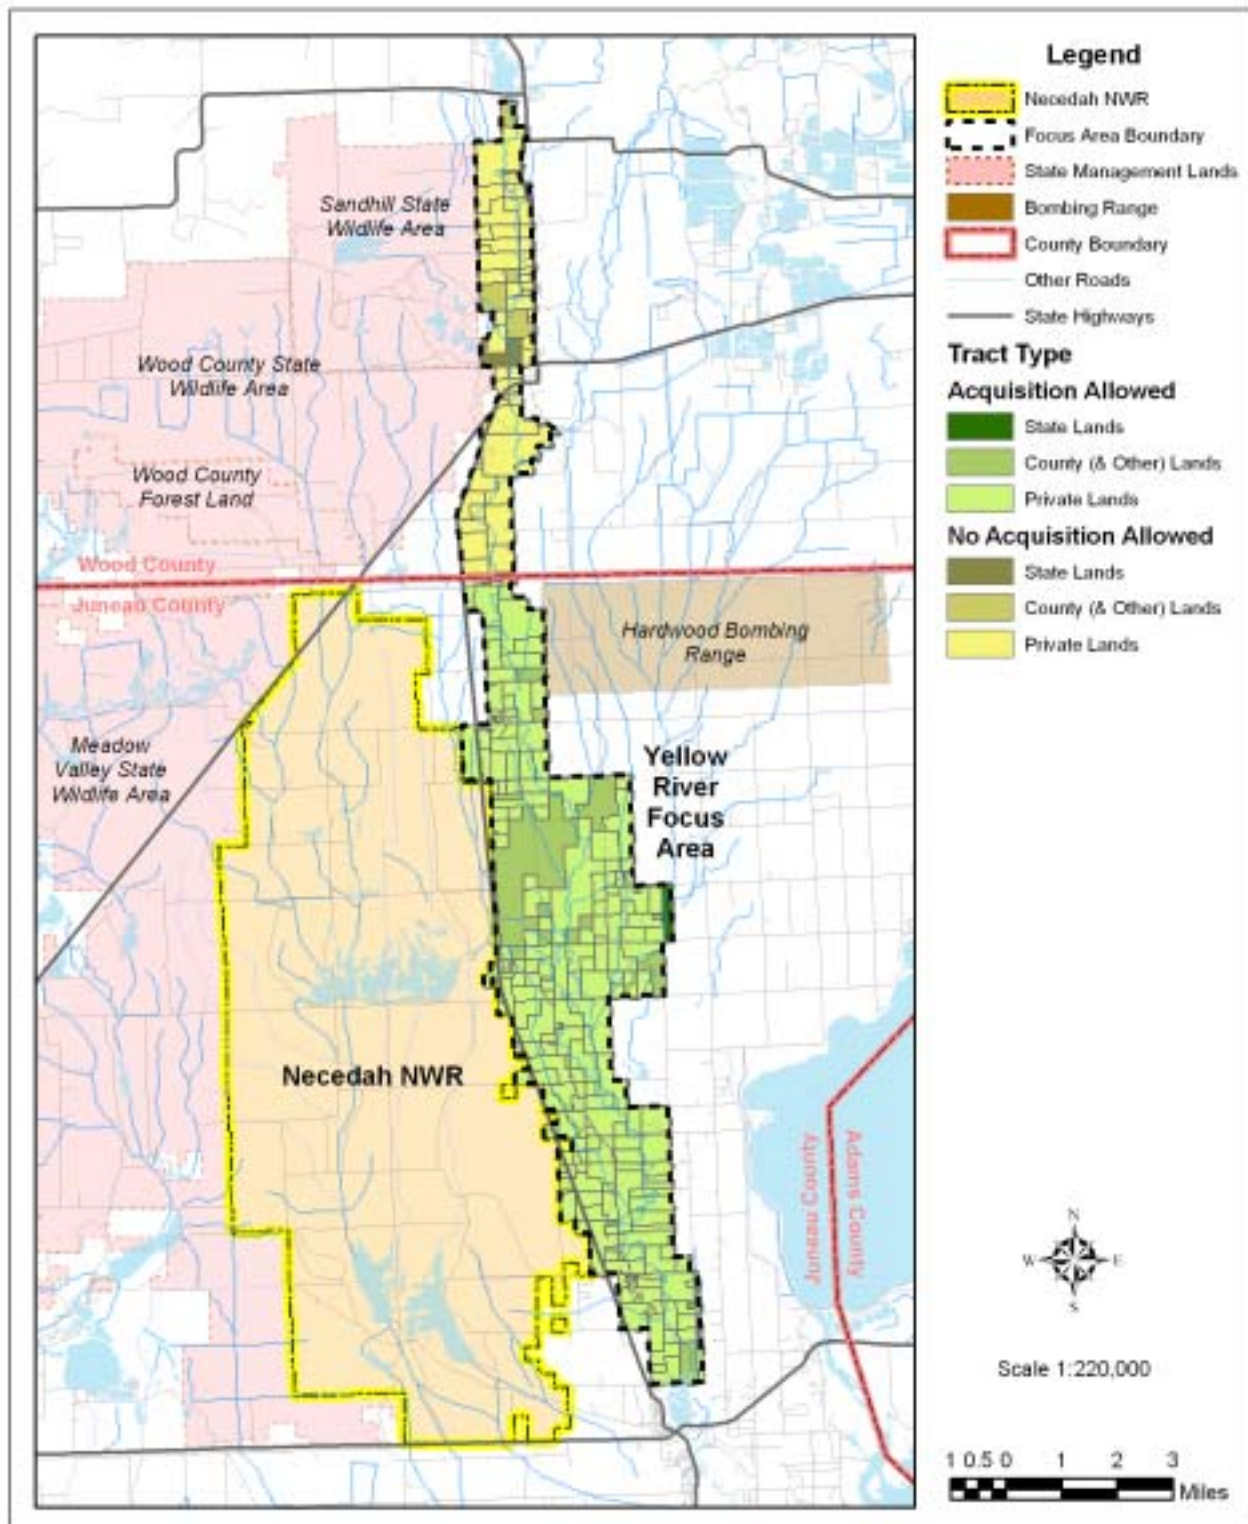 Legend
Necedah NWR
Focus Area Boundary
State Management Lands
Bombing Range
County Boundary
Other Roads
State Highways
Tract Type
Acquisition Allowed
State Lands
County (& Other) Lands
Private Lands
No Acquisition Allowed
State Lands
County (& Other) Lands
Private Lands
Sandhill State
Wildlife Area
Wood County State
Wildlife Area
Wood County
Forest Land
Wood County
Juneau County
Hardwood Bombing
Range
Meadow
Valley State
Wildlife Area
Yellow
River
Focus
Area
Necedah NWR
Juneau County
Adams County
N
W E
S
Scale 1:220,000
1 0.5 0 1 2 3
Miles